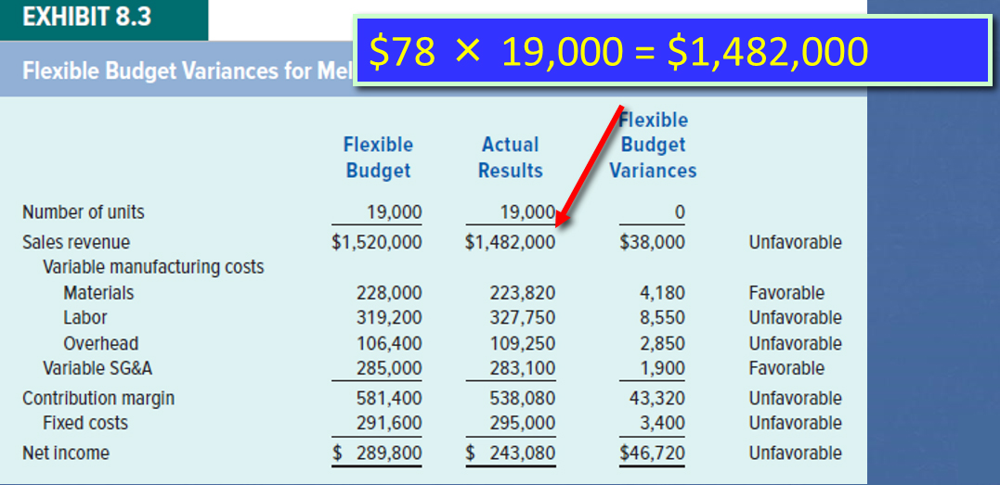 EXHIBIT 8.3
$78 × 19,000 = $1,482,000
Flexible Budget Variances for Mel
Flexible Budget Actual Results Flexible Budget Variances
Number of units 19,000 19,000 0
Sales revenue $1,520,000 $1,482,000 $38,000 Unfavorable
Variable manufacturing costs
Materials 228,000 223,820 4,180 Favorable
Labor 319,200 327,750 8,550 Unfavorable
Overhead 106,400 109,250 2,850 Unfavorable
Variable SG&A 285,000 283,100 1,900 Favorable
Contribution margin 581,400 538,080 43,320 Unfavorable
Fixed costs 291,600 295,000 3,400 Unfavorable
Net income $ 289,800 $ 243,080 $46,720 Unfavorable